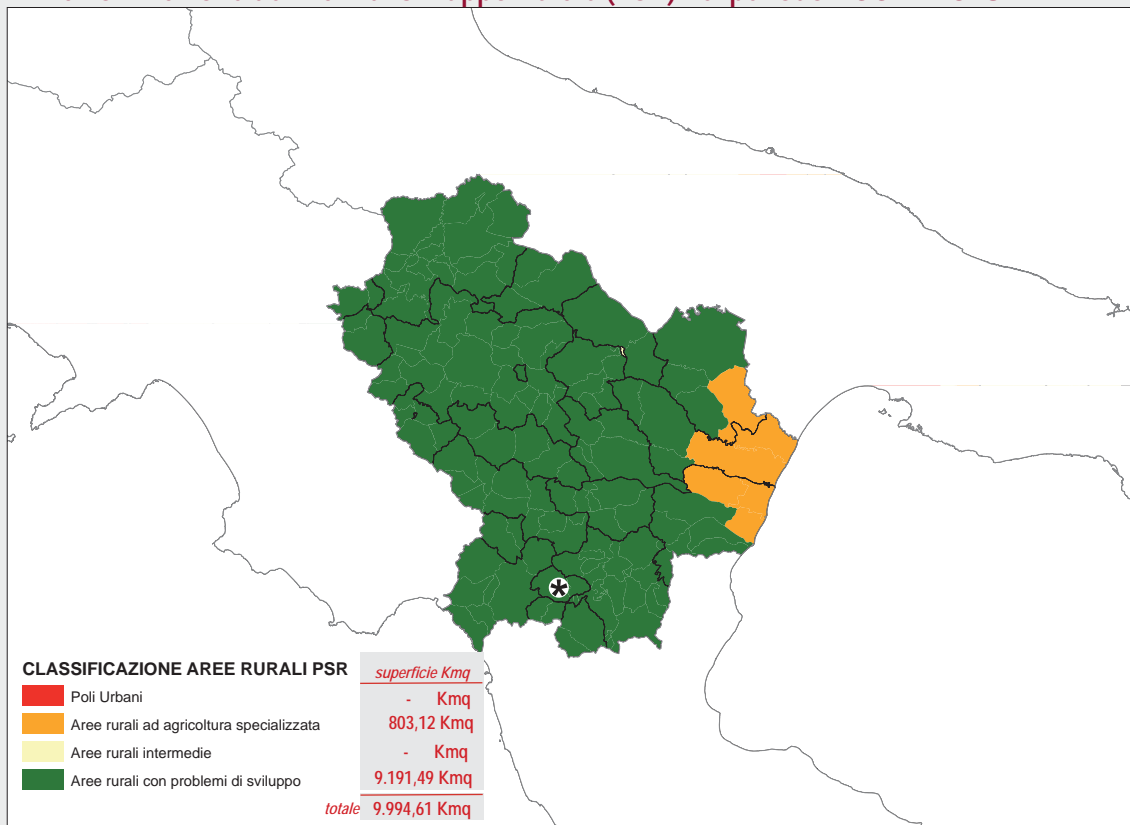 (PSR)
*
CLASSIFICAZIONE AREE RURALI PSR
superficie Kmq
Poli Urbani - Kmq
Aree rurali ad agricoltura specializzata 803,12 Kmq
Aree rurali intermedie - Kmq
Aree rurali con problemi di sviluppo 9.191,49 Kmq
totale 9.994,61 Kmq